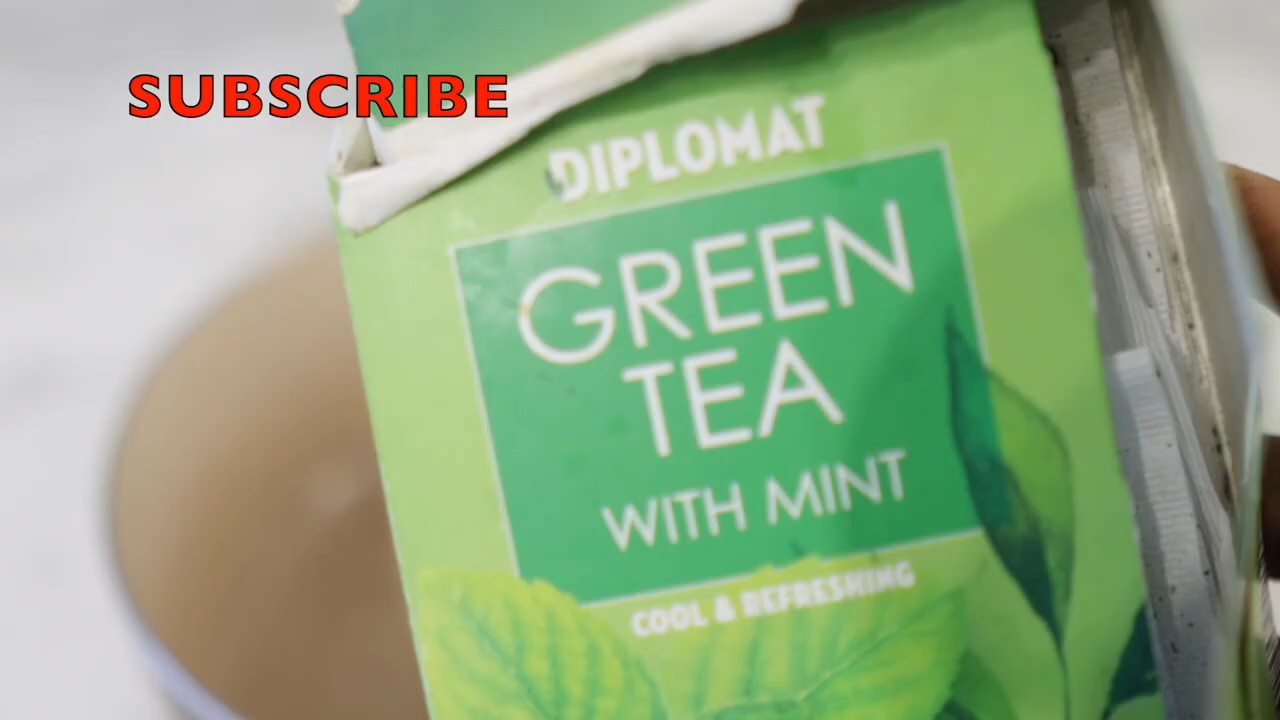 SUBSCRIBE
DIPLOMAT
GREEN
TEA
WITH MINT
COOL & REFRESHING